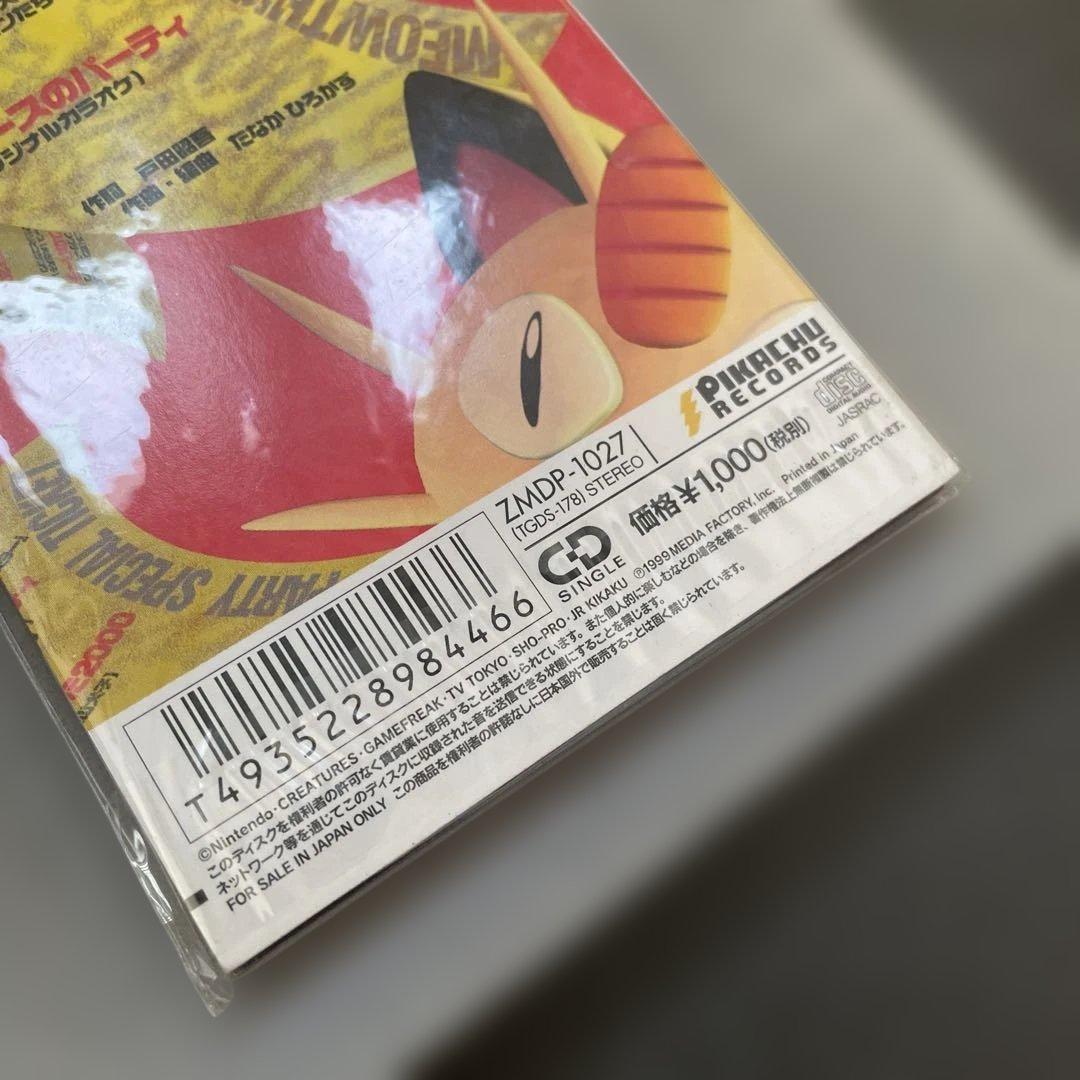 ンたち
MEOWTH'
ースのパーティ
ジナルカラオケ)
作詞 戸田昭吾
作曲・編曲 たなかひろかず
PARTY SPECIAL TICKET
2000
PIKACHU
RECORDS
COMPACT
disc
DIGITAL AUDIO
JASRAC
ZMDP-1027
(TGDS-178) STEREO
CD
SINGLE
価格¥1,000(税別)
T4935228984466
©Nintendo・CREATURES・GAMEFREAK・TV TOKYO・SHO-PRO・JR KIKAKU ℗1999 MEDIA FACTORY, Inc. Printed in Japan
このディスクを権利者の許可なく賃貸業に使用することは禁じられています。また個人的に楽しむなどの場合を除き、著作権法上無断複製は禁じられています。
ネットワーク等を通じてこのディスクに収録された音を送信できる状態にすることを禁じます。
FOR SALE IN JAPAN ONLY この商品を権利者の許諾なしに日本国外で販売することは固く禁じられています。